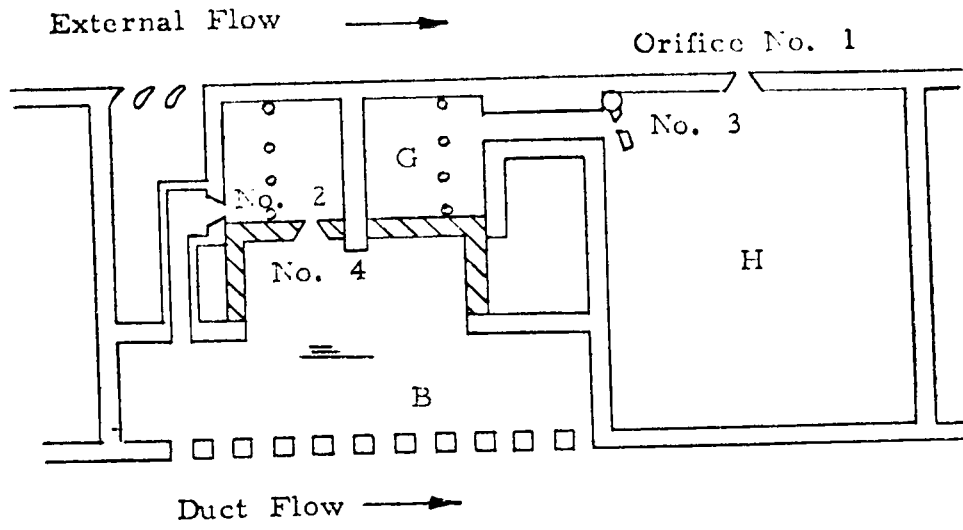 External Flow
Orifice No. 1
No. 3
G
No. 2
H
No. 4
B
Duct Flow